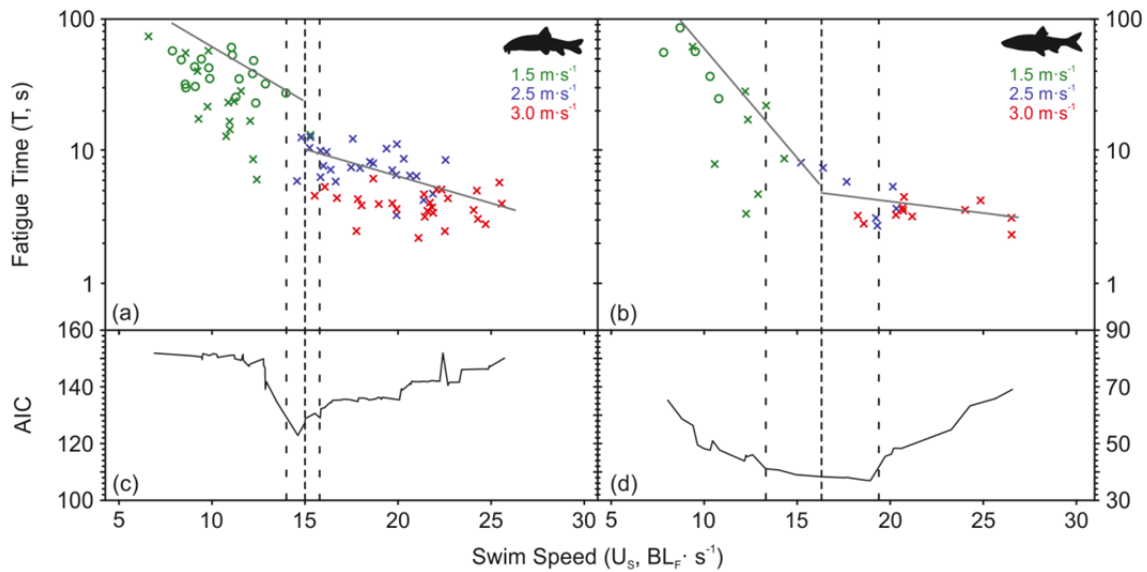 100
10
1
Fatigue Time (T, s)
(a)
1.5 m·s⁻¹
2.5 m·s⁻¹
3.0 m·s⁻¹
(b)
1.5 m·s⁻¹
2.5 m·s⁻¹
3.0 m·s⁻¹
100
10
1
160
140
120
100
AIC
(c)
(d)
90
70
50
30
5 10 15 20 25 30 5 10 15 20 25 30
Swim Speed (U_S, BL_F· s⁻¹)